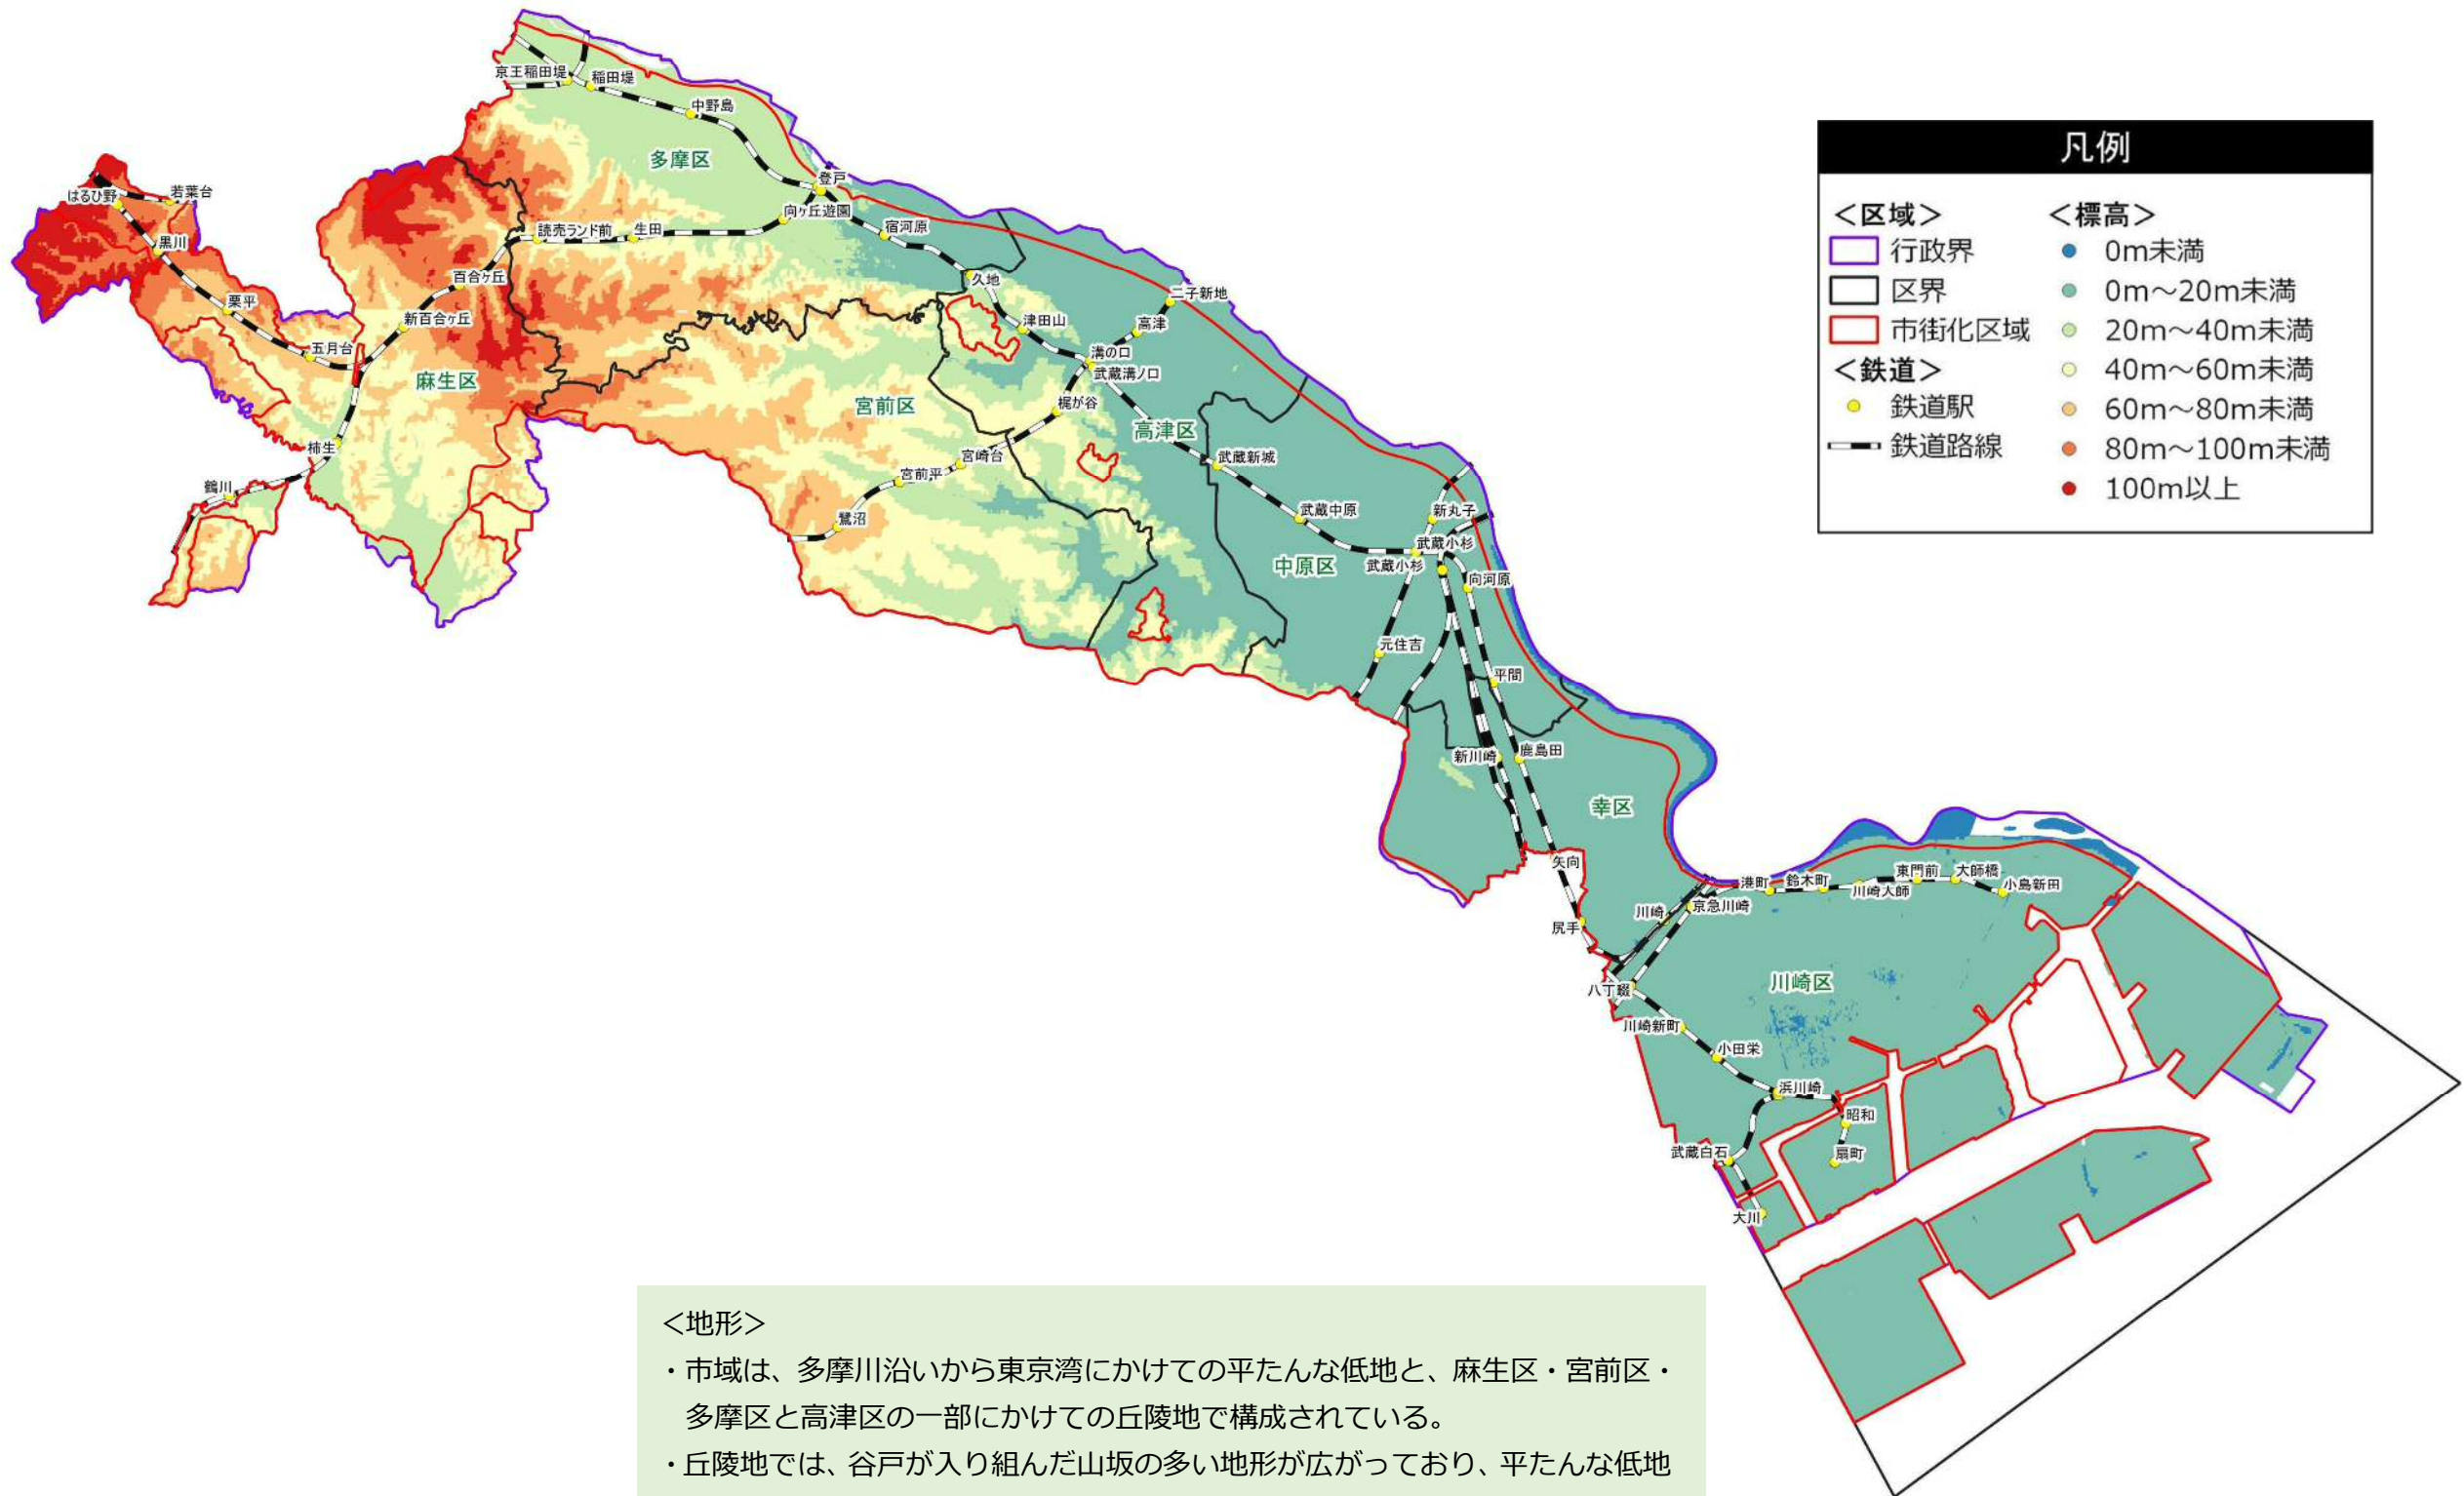 京王稲田堤
稲田堤
中野島
多摩区
登戸
はるひ野
若葉台
向ヶ丘遊園
宿河原
読売ランド前
生田
黒川
百合ヶ丘
久地
二子新地
栗平
新百合ヶ丘
津田山
高津
五月台
溝の口
武蔵溝ノ口
麻生区
宮前区
梶が谷
高津区
柿生
宮崎台
武蔵新城
宮前平
鶴川
鷺沼
武蔵中原
新丸子
武蔵小杉
武蔵小杉
中原区
向河原
元住吉
平間
新川崎
鹿島田
幸区
矢向
港町
鈴木町
川崎大師
東門前
大師橋
小島新田
川崎
京急川崎
尻手
川崎区
八丁畷
川崎新町
小田栄
浜川崎
昭和
武蔵白石
扇町
大川
凡例
＜区域＞
行政界
区界
市街化区域
＜鉄道＞
鉄道駅
鉄道路線
＜標高＞
0m未満
0m～20m未満
20m～40m未満
40m～60m未満
60m～80m未満
80m～100m未満
100m以上
＜地形＞
・市域は、多摩川沿いから東京湾にかけての平たんな低地と、麻生区・宮前区・
多摩区と高津区の一部にかけての丘陵地で構成されている。
・丘陵地では、谷戸が入り組んだ山坂の多い地形が広がっており、平たんな低地